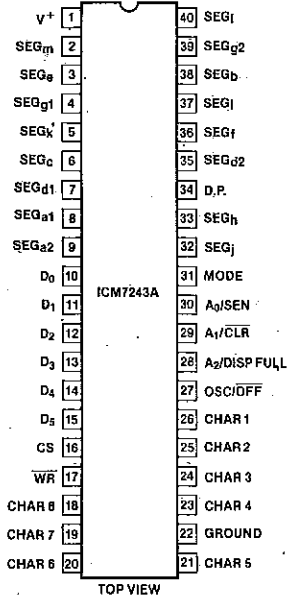 V+ 1 40 SEGi
SEGm 2 39 SEGg2
SEGe 3 38 SEGb
SEGg1 4 37 SEGl
SEGk 5 36 SEGf
SEGc 6 35 SEGd2
SEGd1 7 34 D.P.
SEGa1 8 33 SEGh
SEGa2 9 32 SEGj
D0 10 31 MODE
ICM7243A
D1 11 30 A0/SEN
D2 12 29 A1/CLR
D3 13 28 A2/DISP FULL
D4 14 27 OSC/OFF
D5 15 26 CHAR 1
CS 16 25 CHAR 2
WR 17 24 CHAR 3
CHAR 8 18 23 CHAR 4
CHAR 7 19 22 GROUND
CHAR 6 20 21 CHAR 5
TOP VIEW